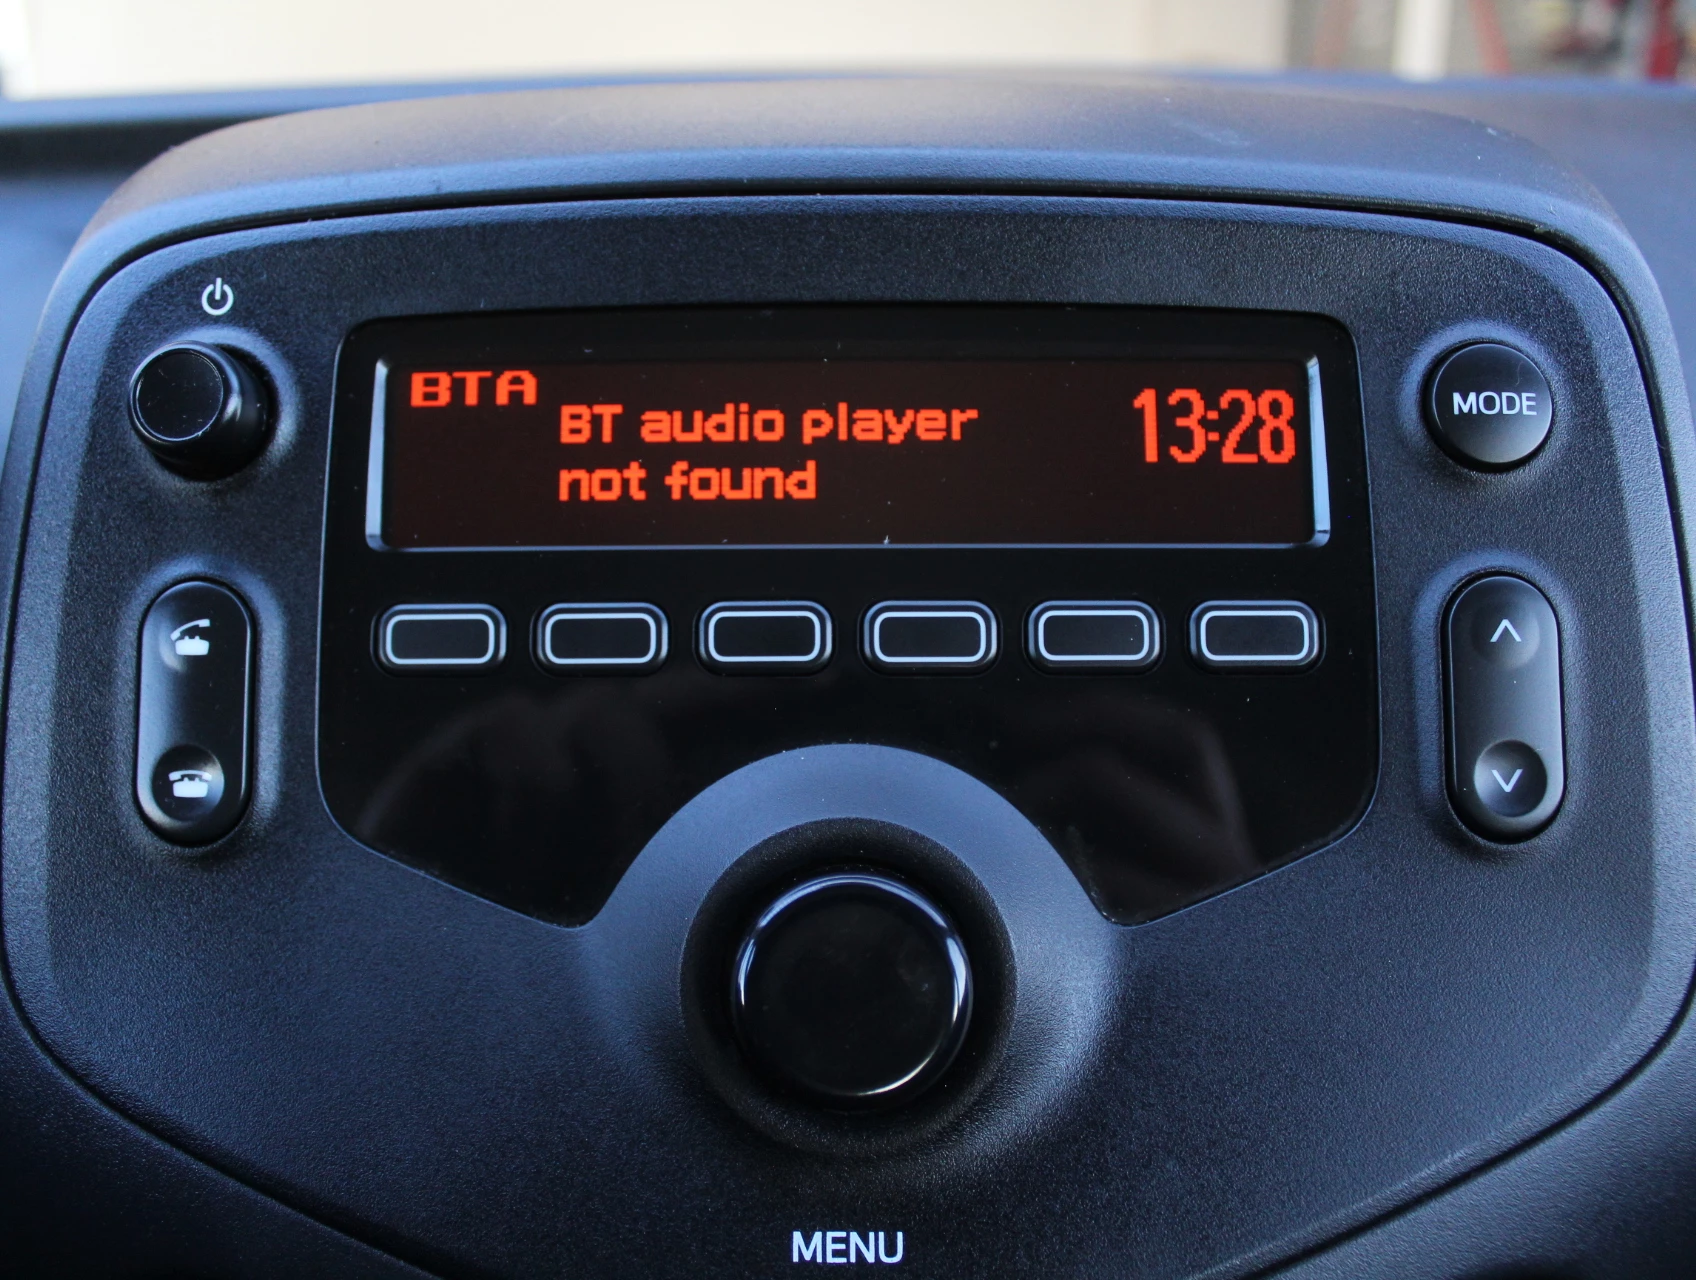 BTA
BT audio player
not found
13:28
MODE
MENU